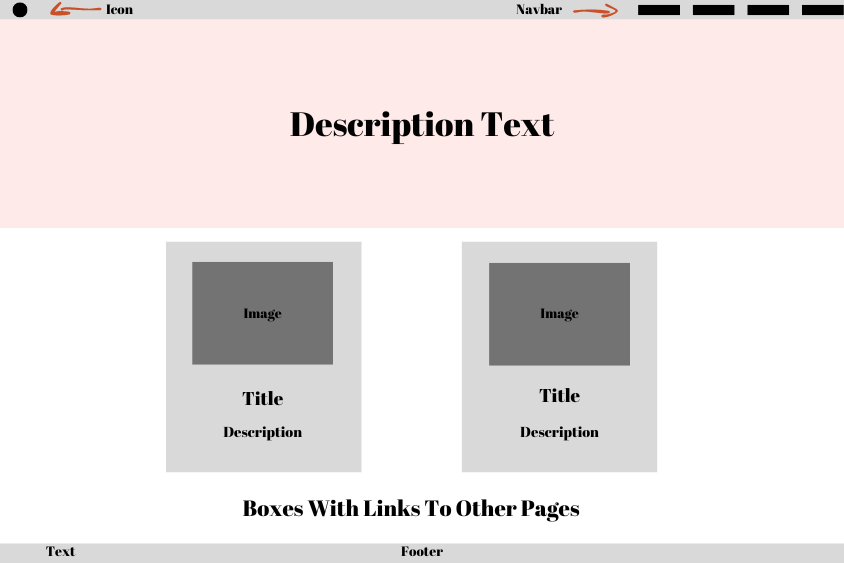 Icon
Navbar
Description Text
Image
Title
Description
Image
Title
Description
Boxes With Links To Other Pages
Text
Footer